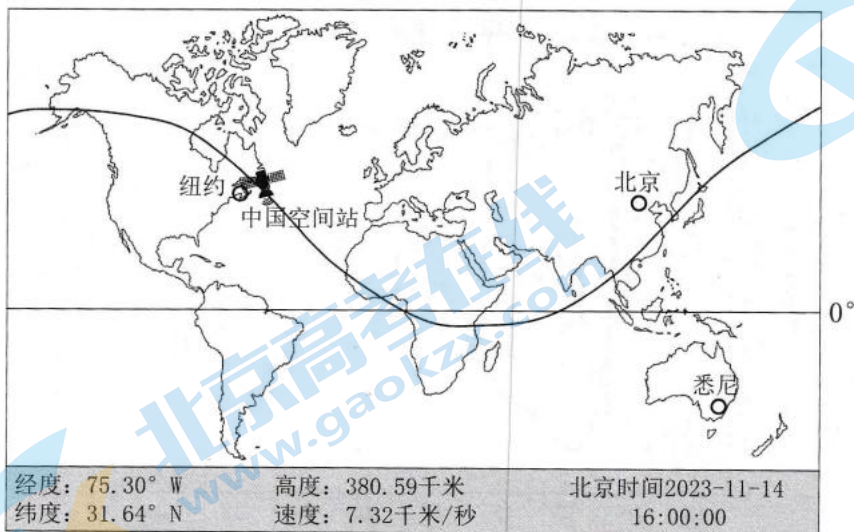 纽约
北京
中国空间站
0°
悉尼
北京高考在线
www.gaokzx.com
经度：75.30° W
高度：380.59千米
北京时间2023-11-14
纬度：31.64° N
速度：7.32千米/秒
16:00:00